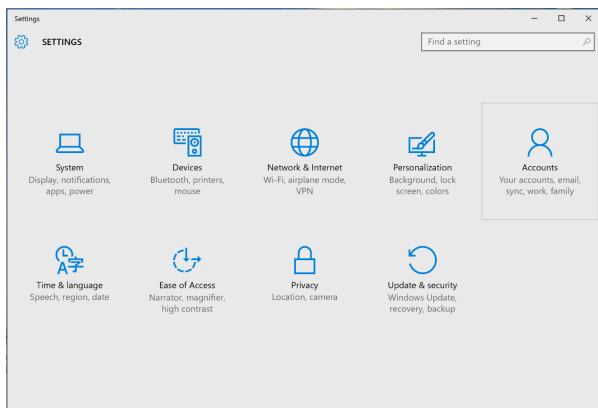 Settings
SETTINGS
Find a setting
System
Display, notifications,
apps, power
Devices
Bluetooth, printers,
mouse
Network & Internet
Wi-Fi, airplane mode,
VPN
Personalization
Background, lock
screen, colors
Accounts
Your accounts, email,
sync, work, family
A字
Time & language
Speech, region, date
Ease of Access
Narrator, magnifier,
high contrast
Privacy
Location, camera
Update & security
Windows Update,
recovery, backup